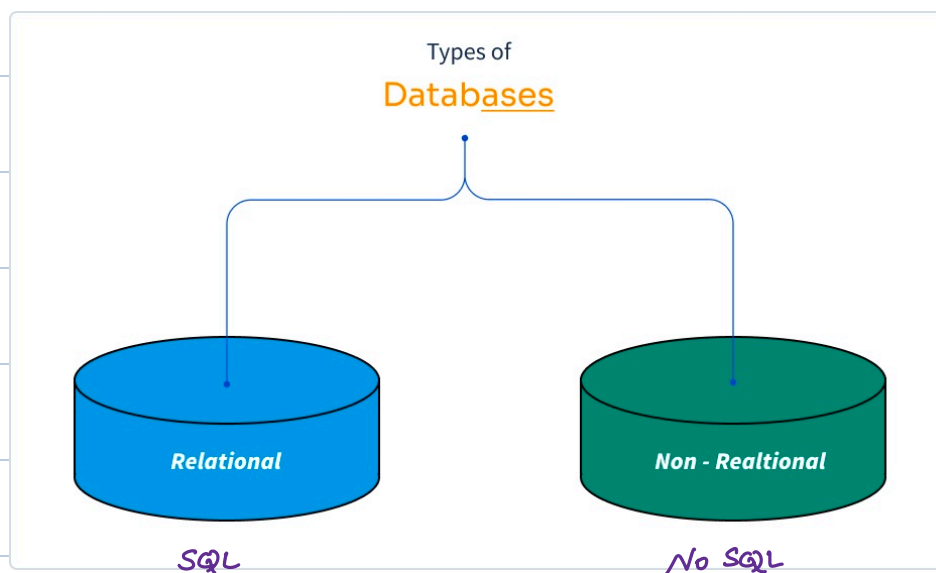 Types of
Databases
Relational
Non - Realtional
SQL
No SQL